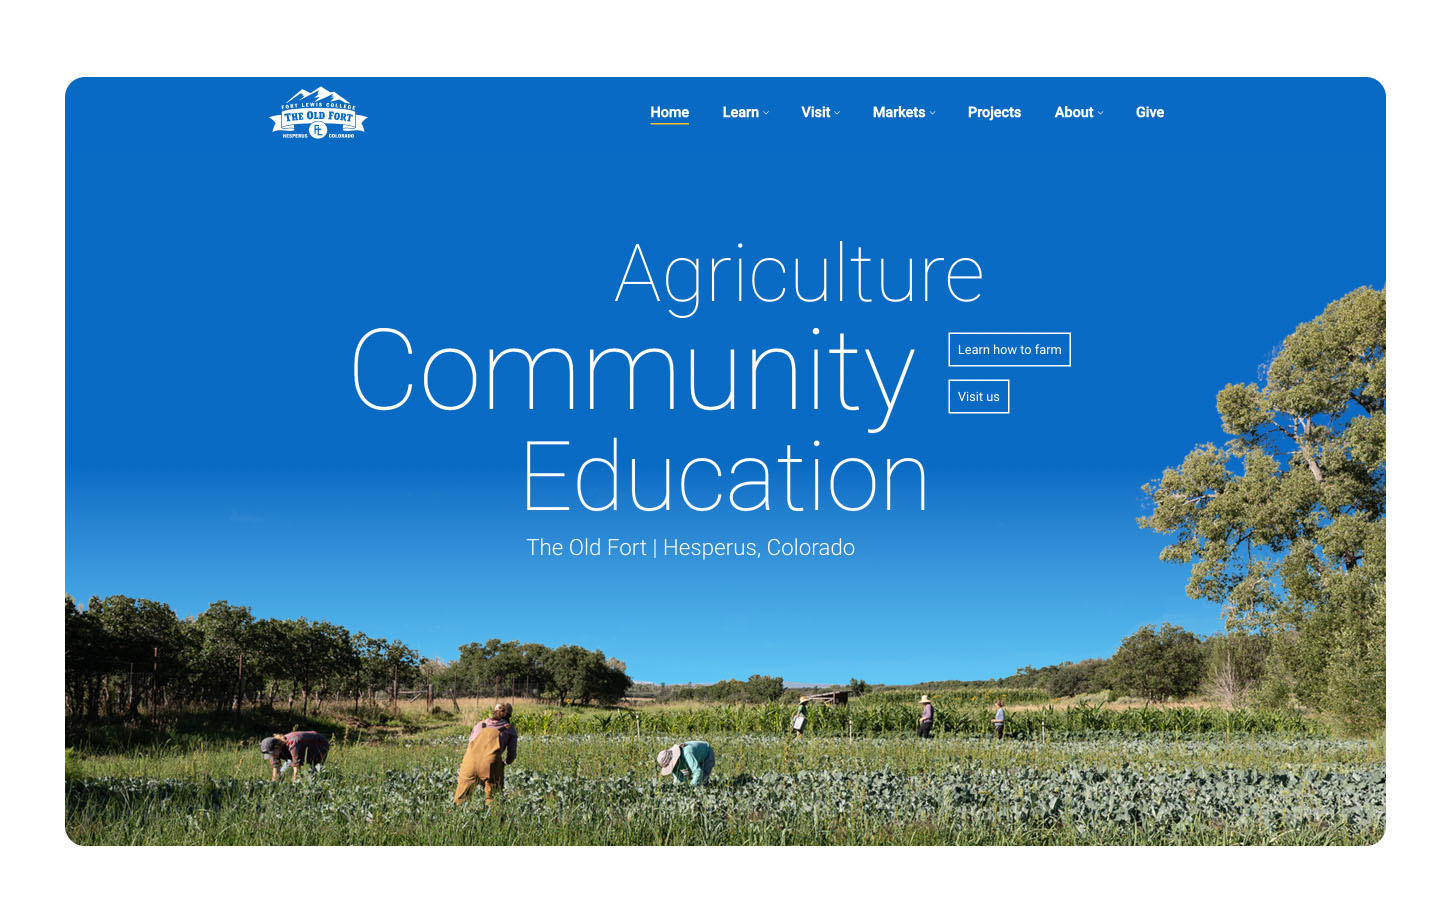 FORT LEWIS COLLEGE
THE OLD FORT
HESPERUS FL COLORADO
Home Learn Visit Markets Projects About Give
Agriculture
Community
Learn how to farm
Visit us
Education
The Old Fort | Hesperus, Colorado